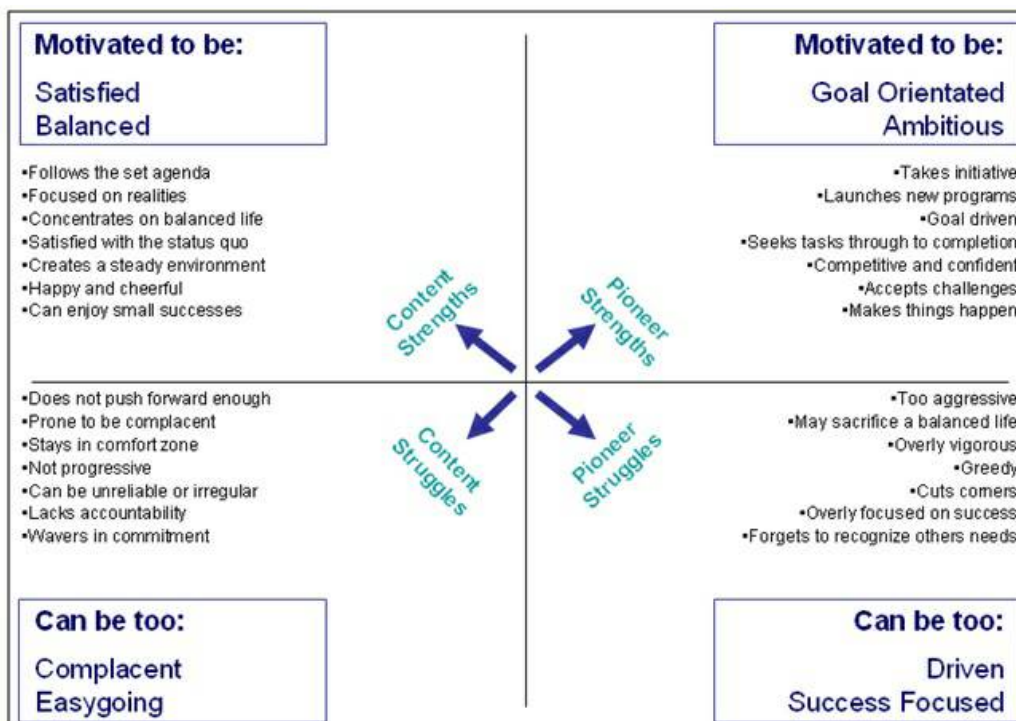 Motivated to be:
Satisfied
Balanced
•Follows the set agenda
•Focused on realities
•Concentrates on balanced life
•Satisfied with the status quo
•Creates a steady environment
•Happy and cheerful
•Can enjoy small successes
Content
Strengths
Motivated to be:
Goal Orientated
Ambitious
•Takes initiative
•Launches new programs
•Goal driven
•Seeks tasks through to completion
•Competitive and confident
•Accepts challenges
•Makes things happen
Pioneer
Strengths
•Does not push forward enough
•Prone to be complacent
•Stays in comfort zone
•Not progressive
•Can be unreliable or irregular
•Lacks accountability
•Wavers in commitment
Content
Struggles
Can be too:
Complacent
Easygoing
•Too aggressive
•May sacrifice a balanced life
•Overly vigorous
•Greedy
•Cuts corners
•Overly focused on success
•Forgets to recognize others needs
Pioneer
Struggles
Can be too:
Driven
Success Focused